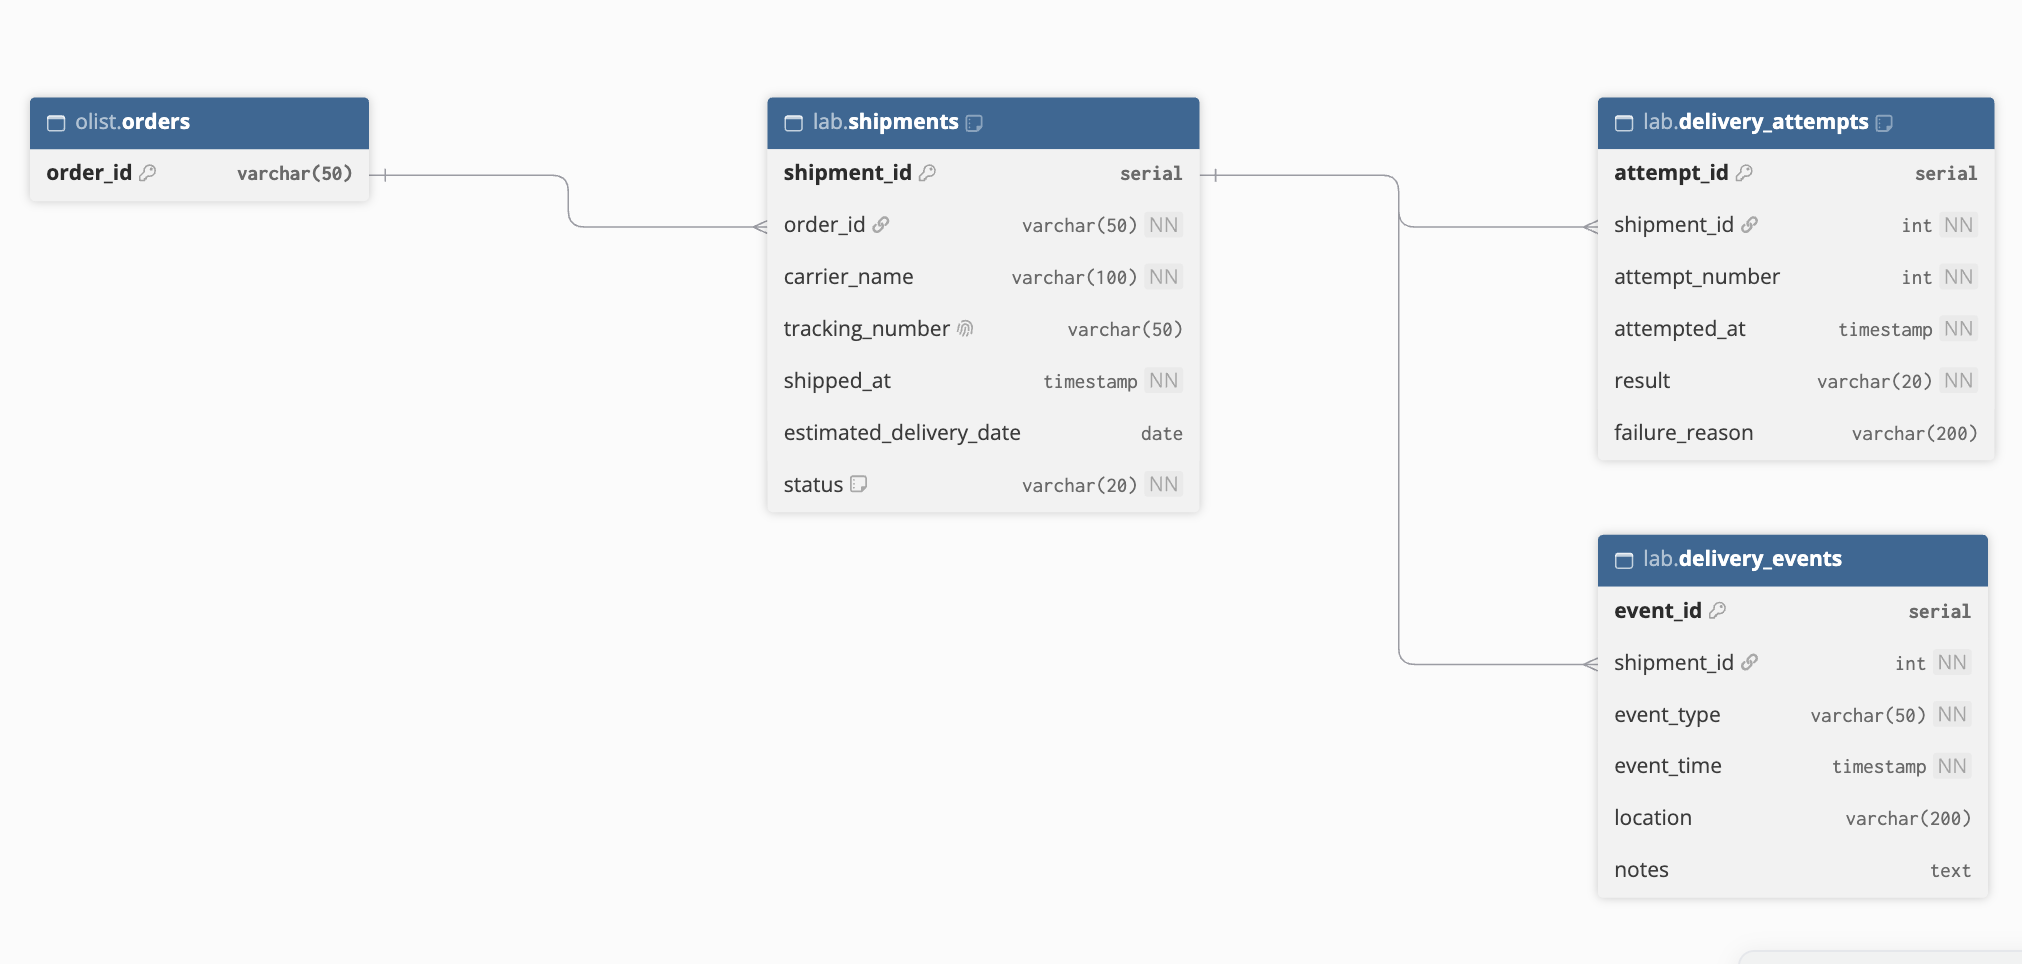 olist.orders
order_id varchar(50)
lab.shipments
shipment_id serial
order_id varchar(50) NN
carrier_name varchar(100) NN
tracking_number varchar(50)
shipped_at timestamp NN
estimated_delivery_date date
status varchar(20) NN
lab.delivery_attempts
attempt_id serial
shipment_id int NN
attempt_number int NN
attempted_at timestamp NN
result varchar(20) NN
failure_reason varchar(200)
lab.delivery_events
event_id serial
shipment_id int NN
event_type varchar(50) NN
event_time timestamp NN
location varchar(200)
notes text